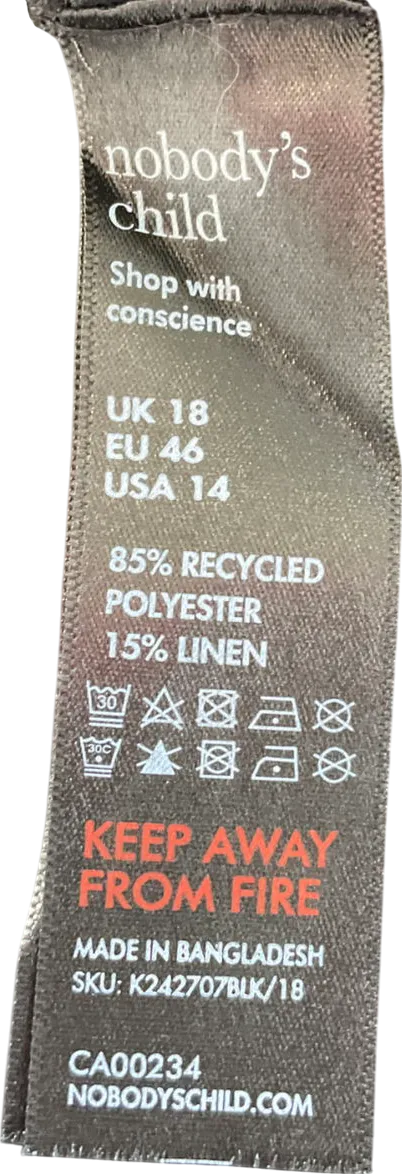 nobody's
child
Shop with
conscience
UK 18
EU 46
USA 14
85% RECYCLED
POLYESTER
15% LINEN
30
30C
KEEP AWAY
FROM FIRE
MADE IN BANGLADESH
SKU: K242707BLK/18
CA00234
NOBODYSCHILD.COM